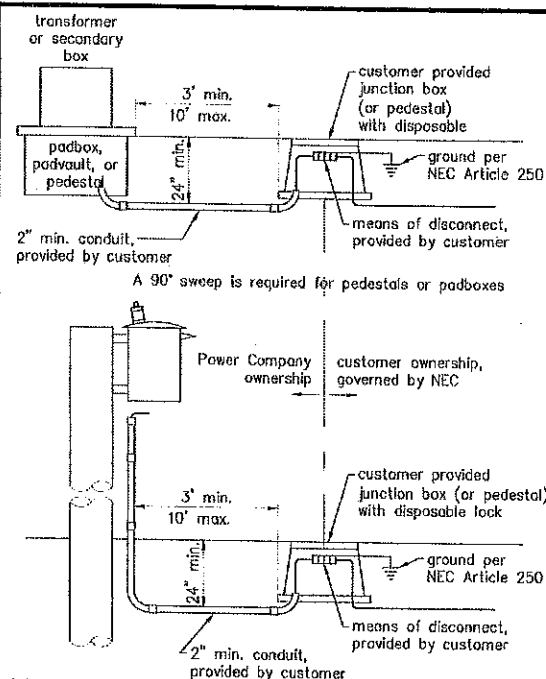 transformer
or secondary
box
3' min.
10' max.
customer provided
junction box
(or pedestal)
with disposable
padbox,
padvault, or
pedestal
24" min.
ground per
NEC Article 250
2" min. conduit,
provided by customer
means of disconnect,
provided by customer
A 90° sweep is required for pedestals or padboxes
Power Company
ownership
customer ownership,
governed by NEC
customer provided
junction box (or pedestal)
with disposable lock
3' min.
10' max.
24" min.
ground per
NEC Article 250
means of disconnect,
provided by customer
2" min. conduit,
provided by customer